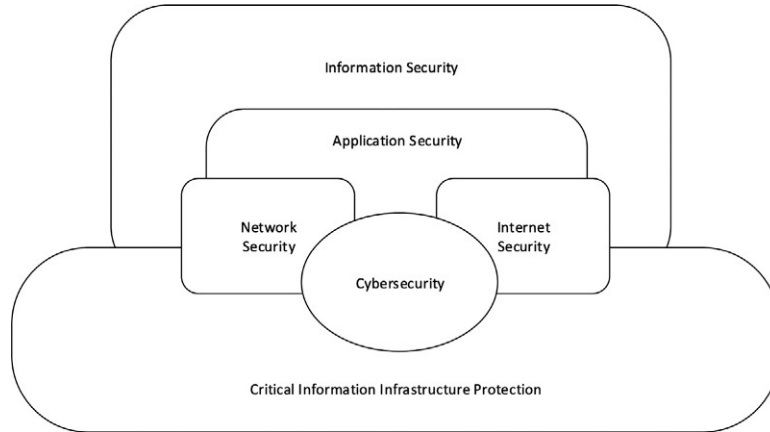 Information Security
Application Security
Network
Security
Internet
Security
Cybersecurity
Critical Information Infrastructure Protection